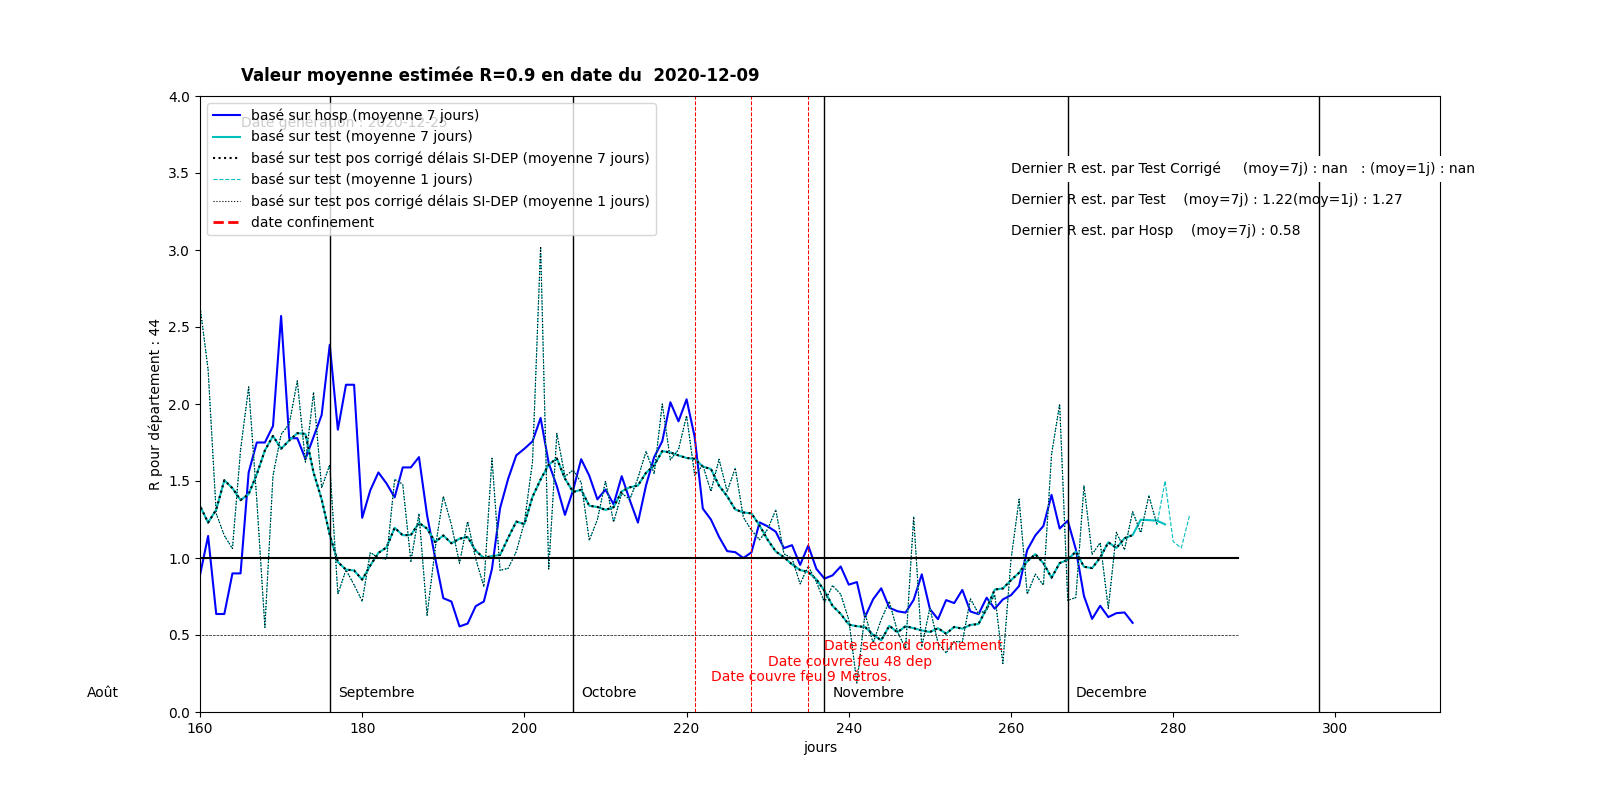 Valeur moyenne estimée R=0.9 en date du  2020-12-09
basé sur hosp (moyenne 7 jours)
Date génération : 2020-12-25
basé sur test (moyenne 7 jours)
basé sur test pos corrigé délais SI-DEP (moyenne 7 jours)
basé sur test (moyenne 1 jours)
basé sur test pos corrigé délais SI-DEP (moyenne 1 jours)
date confinement
Dernier R est. par Test Corrigé (moy=7j) : nan : (moy=1j) : nan
Dernier R est. par Test (moy=7j) : 1.22(moy=1j) : 1.27
Dernier R est. par Hosp (moy=7j) : 0.58
R pour département : 44
4.0
3.5
3.0
2.5
2.0
1.5
1.0
0.5
0.0
Date second confinement
Date couvre feu 48 dep
Date couvre feu 9 Métros.
Août Septembre Octobre Novembre Decembre
160 180 200 220 240 260 280 300
jours